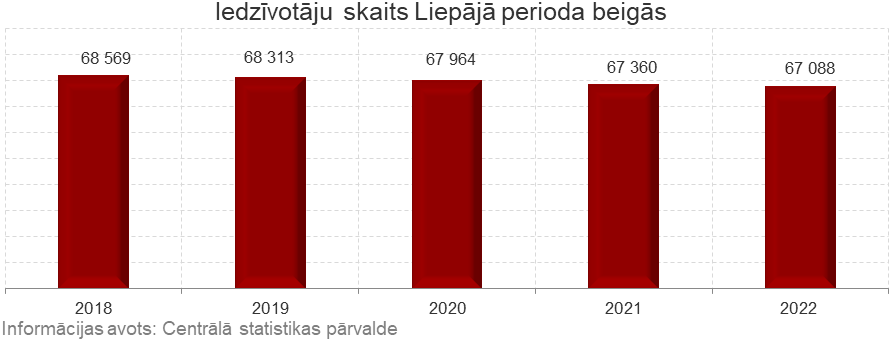 Iedzīvotāju skaits Liepājā perioda beigās
68 569 68 313 67 964 67 360 67 088
2018 2019 2020 2021 2022
Informācijas avots: Centrālā statistikas pārvalde